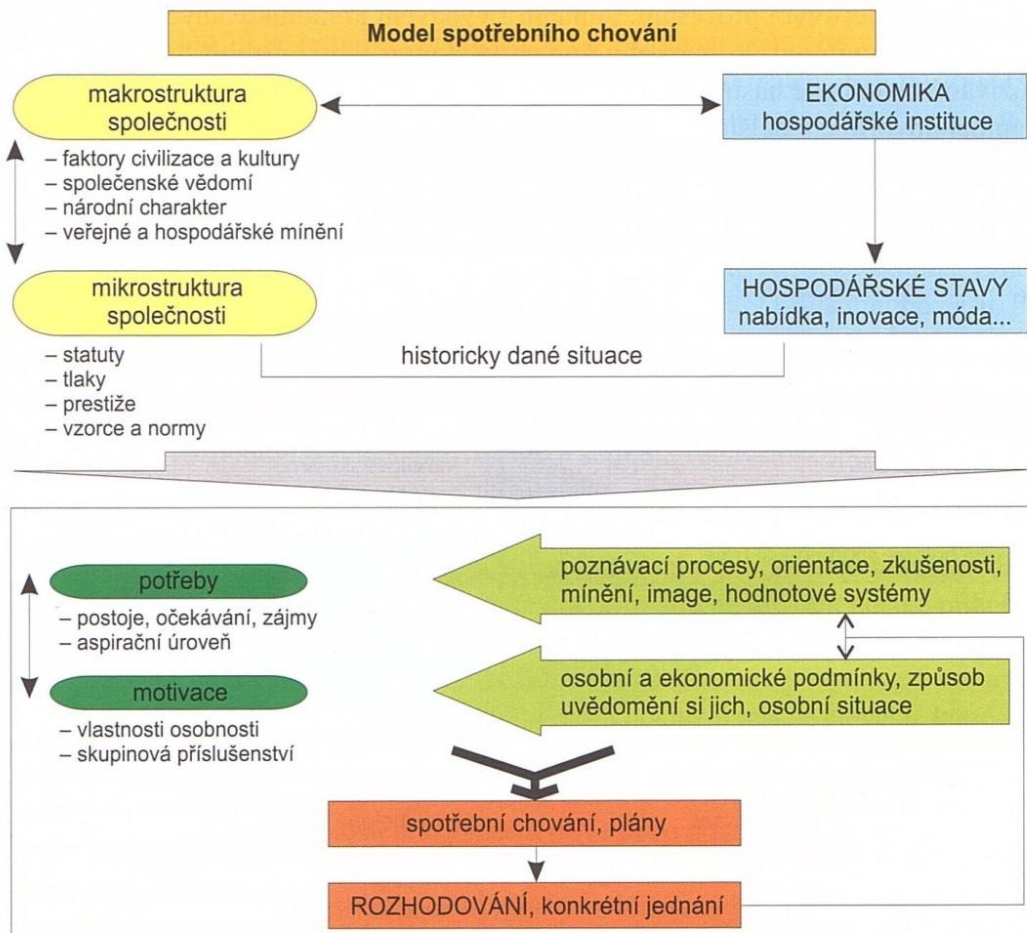 Model spotřebního chování
makrostruktura
společnosti
– faktory civilizace a kultury
– společenské vědomí
– národní charakter
– veřejné a hospodářské mínění
EKONOMIKA
hospodářské instituce
mikrostruktura
společnosti
– statuty
– tlaky
– prestiže
– vzorce a normy
historicky dané situace
HOSPODÁŘSKÉ STAVY
nabídka, inovace, móda...
potřeby
– postoje, očekávání, zájmy
– aspirační úroveň
motivace
– vlastnosti osobnosti
– skupinová příslušenství
poznávací procesy, orientace, zkušenosti,
mínění, image, hodnotové systémy
osobní a ekonomické podmínky, způsob
uvědomění si jich, osobní situace
spotřební chování, plány
ROZHODOVÁNÍ, konkrétní jednání